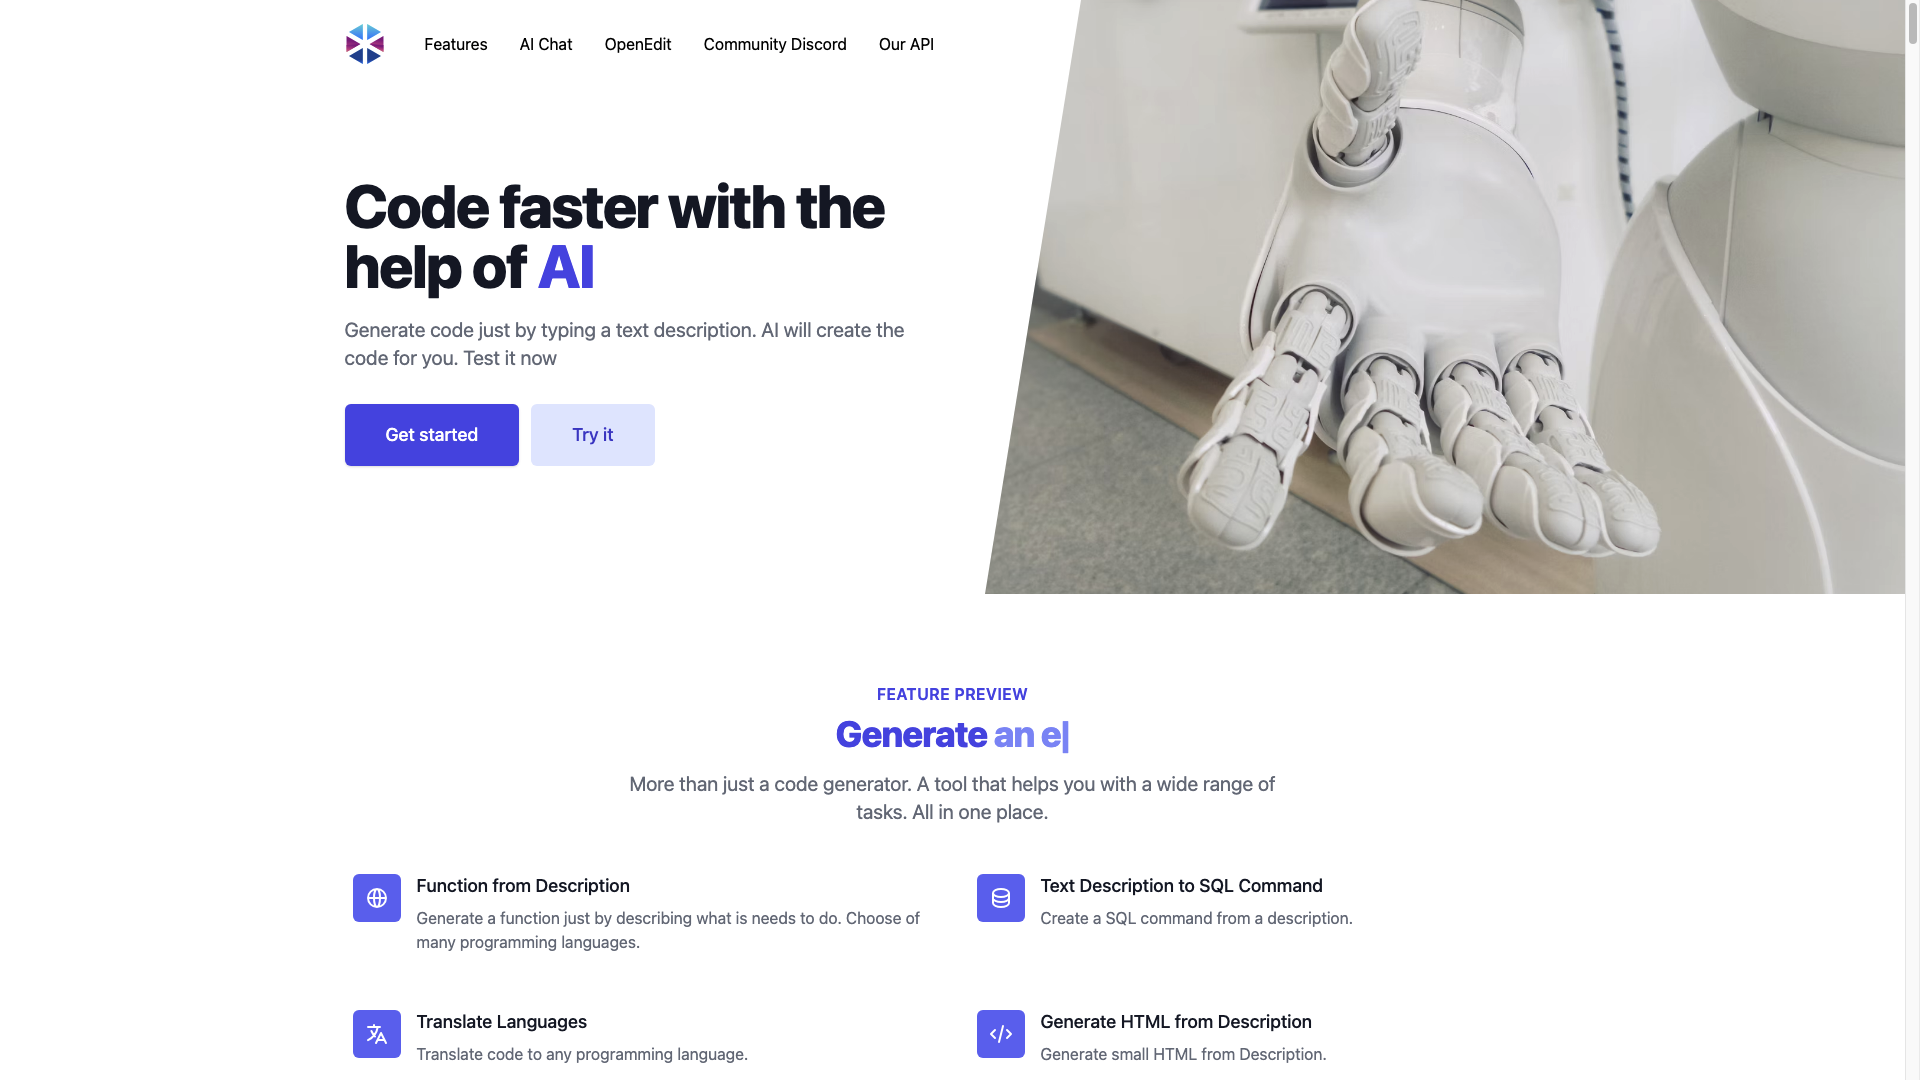 Features
AI Chat
OpenEdit
Community Discord
Our API
Code faster with the
help of AI
Generate code just by typing a text description. AI will create the
code for you. Test it now
Get started
Try it
FEATURE PREVIEW
Generate an e|
More than just a code generator. A tool that helps you with a wide range of
tasks. All in one place.
Function from Description
Generate a function just by describing what is needs to do. Choose of
many programming languages.
Text Description to SQL Command
Create a SQL command from a description.
Translate Languages
Translate code to any programming language.
Generate HTML from Description
Generate small HTML from Description.